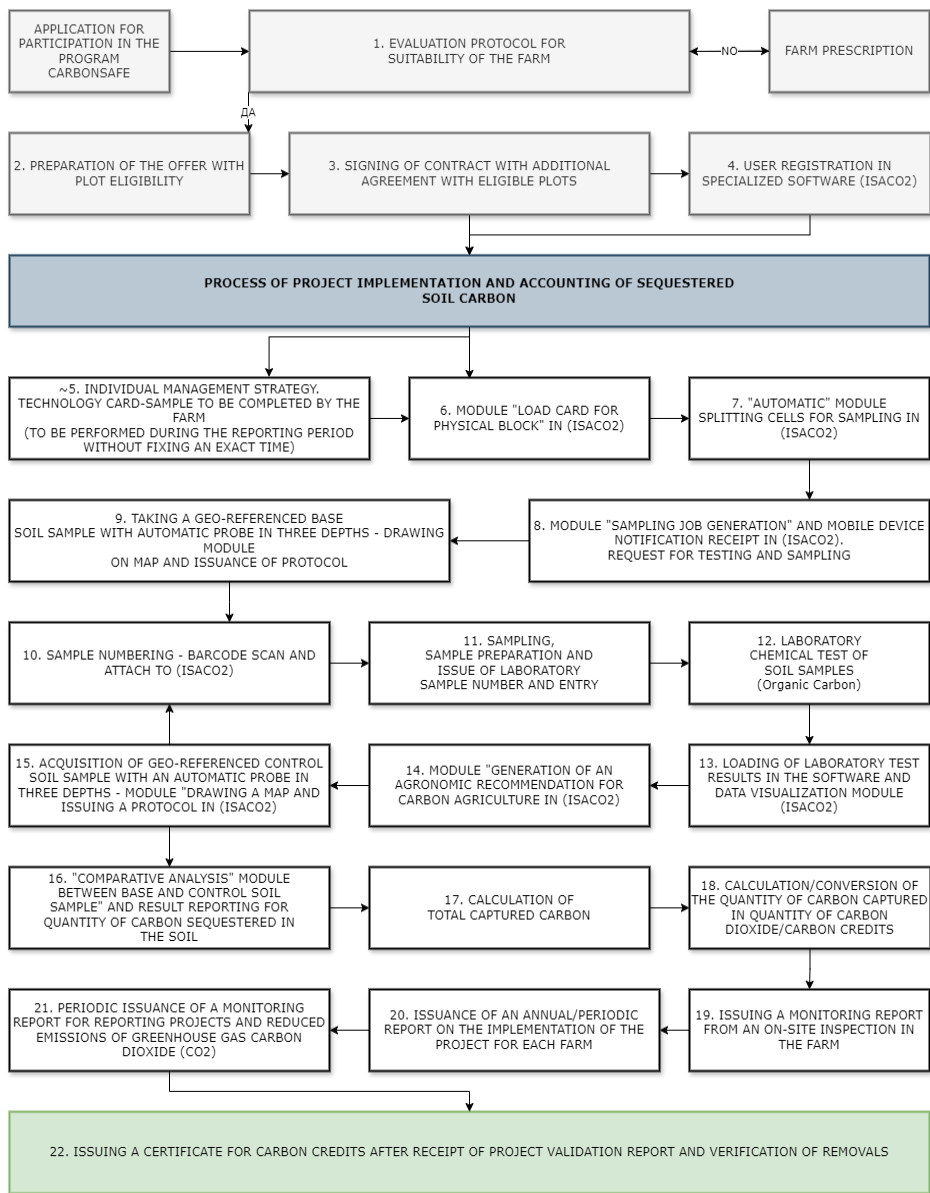 APPLICATION FOR
PARTICIPATION IN THE
PROGRAM
CARBONSAFE
1. EVALUATION PROTOCOL FOR
SUITABILITY OF THE FARM
NO
FARM PRESCRIPTION
ДА
2. PREPARATION OF THE OFFER WITH
PLOT ELIGIBILITY
3. SIGNING OF CONTRACT WITH ADDITIONAL
AGREEMENT WITH ELIGIBLE PLOTS
4. USER REGISTRATION IN
SPECIALIZED SOFTWARE (ISACO2)
PROCESS OF PROJECT IMPLEMENTATION AND ACCOUNTING OF SEQUESTERED
SOIL CARBON
~5. INDIVIDUAL MANAGEMENT STRATEGY.
TECHNOLOGY CARD-SAMPLE TO BE COMPLETED BY THE
FARM
(TO BE PERFORMED DURING THE REPORTING PERIOD
WITHOUT FIXING AN EXACT TIME)
6. MODULE "LOAD CARD FOR
PHYSICAL BLOCK" IN (ISACO2)
7. "AUTOMATIC" MODULE
SPLITTING CELLS FOR SAMPLING IN
(ISACO2)
8. MODULE "SAMPLING JOB GENERATION" AND MOBILE DEVICE
NOTIFICATION RECEIPT IN (ISACO2).
REQUEST FOR TESTING AND SAMPLING
9. TAKING A GEO-REFERENCED BASE
SOIL SAMPLE WITH AUTOMATIC PROBE IN THREE DEPTHS - DRAWING
MODULE
ON MAP AND ISSUANCE OF PROTOCOL
10. SAMPLE NUMBERING - BARCODE SCAN AND
ATTACH TO (ISACO2)
11. SAMPLING,
SAMPLE PREPARATION AND
ISSUE OF LABORATORY
SAMPLE NUMBER AND ENTRY
12. LABORATORY
CHEMICAL TEST OF
SOIL SAMPLES
(Organic Carbon)
13. LOADING OF LABORATORY TEST
RESULTS IN THE SOFTWARE AND
DATA VISUALIZATION MODULE
(ISACO2)
14. MODULE "GENERATION OF AN
AGRONOMIC RECOMMENDATION FOR
CARBON AGRICULTURE IN (ISACO2)
15. ACQUISITION OF GEO-REFERENCED CONTROL
SOIL SAMPLE WITH AN AUTOMATIC PROBE IN
THREE DEPTHS - MODULE "DRAWING A MAP AND
ISSUING A PROTOCOL IN (ISACO2)
16. "COMPARATIVE ANALYSIS" MODULE
BETWEEN BASE AND CONTROL SOIL
SAMPLE" AND RESULT REPORTING FOR
QUANTITY OF CARBON SEQUESTERED IN
THE SOIL
17. CALCULATION OF
TOTAL CAPTURED CARBON
18. CALCULATION/CONVERSION OF
THE QUANTITY OF CARBON CAPTURED
IN QUANTITY OF CARBON
DIOXIDE/CARBON CREDITS
19. ISSUING A MONITORING REPORT
FROM AN ON-SITE INSPECTION IN
THE FARM
20. ISSUANCE OF AN ANNUAL/PERIODIC
REPORT ON THE IMPLEMENTATION OF THE
PROJECT FOR EACH FARM
21. PERIODIC ISSUANCE OF A MONITORING
REPORT FOR REPORTING PROJECTS AND REDUCED
EMISSIONS OF GREENHOUSE GAS CARBON
DIOXIDE (CO2)
22. ISSUING A CERTIFICATE FOR CARBON CREDITS AFTER RECEIPT OF PROJECT VALIDATION REPORT AND VERIFICATION OF REMOVALS